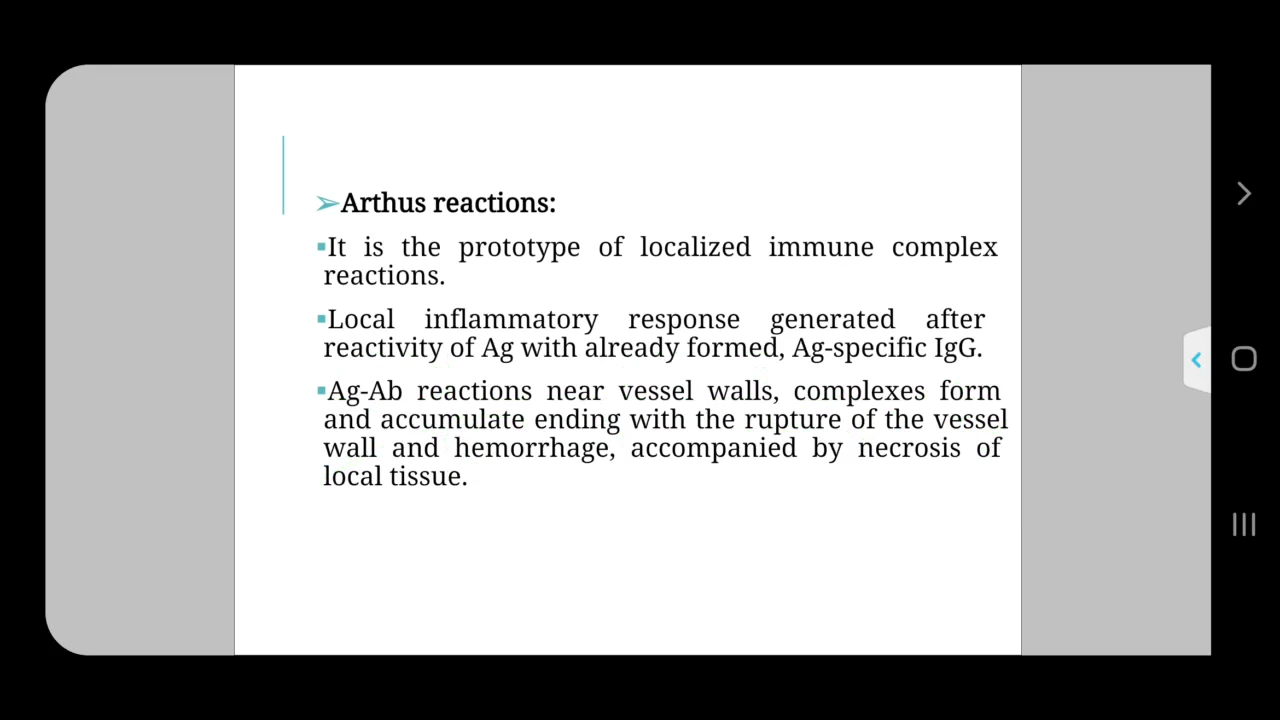 ➢Arthus reactions:
▪It is the prototype of localized immune complex
reactions.
▪Local inflammatory response generated after
reactivity of Ag with already formed, Ag-specific IgG.
▪Ag-Ab reactions near vessel walls, complexes form
and accumulate ending with the rupture of the vessel
wall and hemorrhage, accompanied by necrosis of
local tissue.